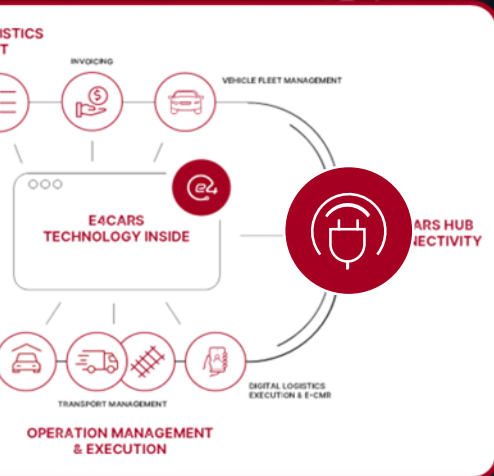 ISTICS
T
INVOICING
VEHICLE FLEET MANAGEMENT
e4
E4CARS
TECHNOLOGY INSIDE
ARS HUB
NECTIVITY
DIGITAL LOGISTICS
EXECUTION & E-CMR
TRANSPORT MANAGEMENT
OPERATION MANAGEMENT
& EXECUTION